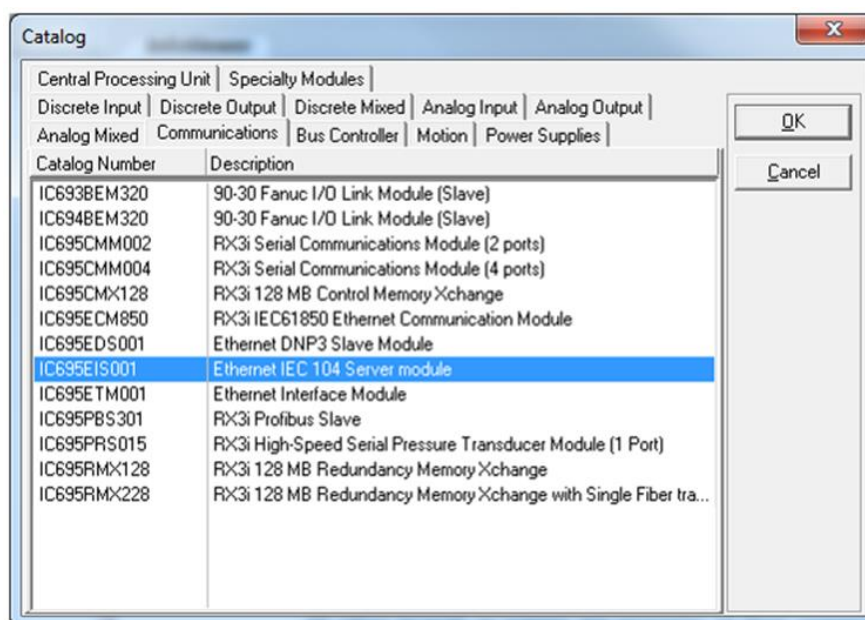 Catalog
Central Processing Unit Specialty Modules
Discrete Input Discrete Output Discrete Mixed Analog Input Analog Output
Analog Mixed Communications Bus Controller Motion Power Supplies
OK
Cancel
Catalog Number Description
IC693BEM320 90-30 Fanuc I/O Link Module (Slave)
IC694BEM320 90-30 Fanuc I/O Link Module (Slave)
IC695CMM002 RX3i Serial Communications Module (2 ports)
IC695CMM004 RX3i Serial Communications Module (4 ports)
IC695CMX128 RX3i 128 MB Control Memory Xchange
IC695ECM850 RX3i IEC61850 Ethernet Communication Module
IC695EDS001 Ethernet DNP3 Slave Module
IC695EIS001 Ethernet IEC 104 Server module
IC695ETM001 Ethernet Interface Module
IC695PBS301 RX3i Profibus Slave
IC695PRS015 RX3i High-Speed Serial Pressure Transducer Module (1 Port)
IC695RMX128 RX3i 128 MB Redundancy Memory Xchange
IC695RMX228 RX3i 128 MB Redundancy Memory Xchange with Single Fiber tra...